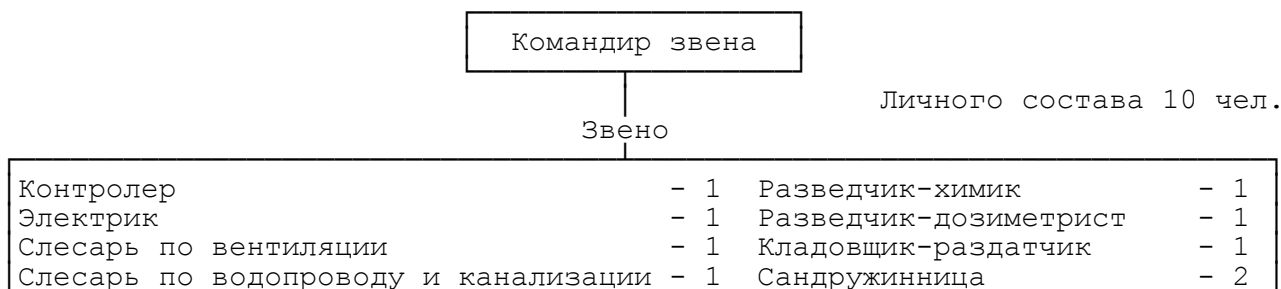 Командир звена
Личного состава 10 чел.
Звено
Контролер - 1 Разведчик-химик - 1
Электрик - 1 Разведчик-дозиметрист - 1
Слесарь по вентиляции - 1 Кладовщик-раздатчик - 1
Слесарь по водопроводу и канализации - 1 Сандружинница - 2